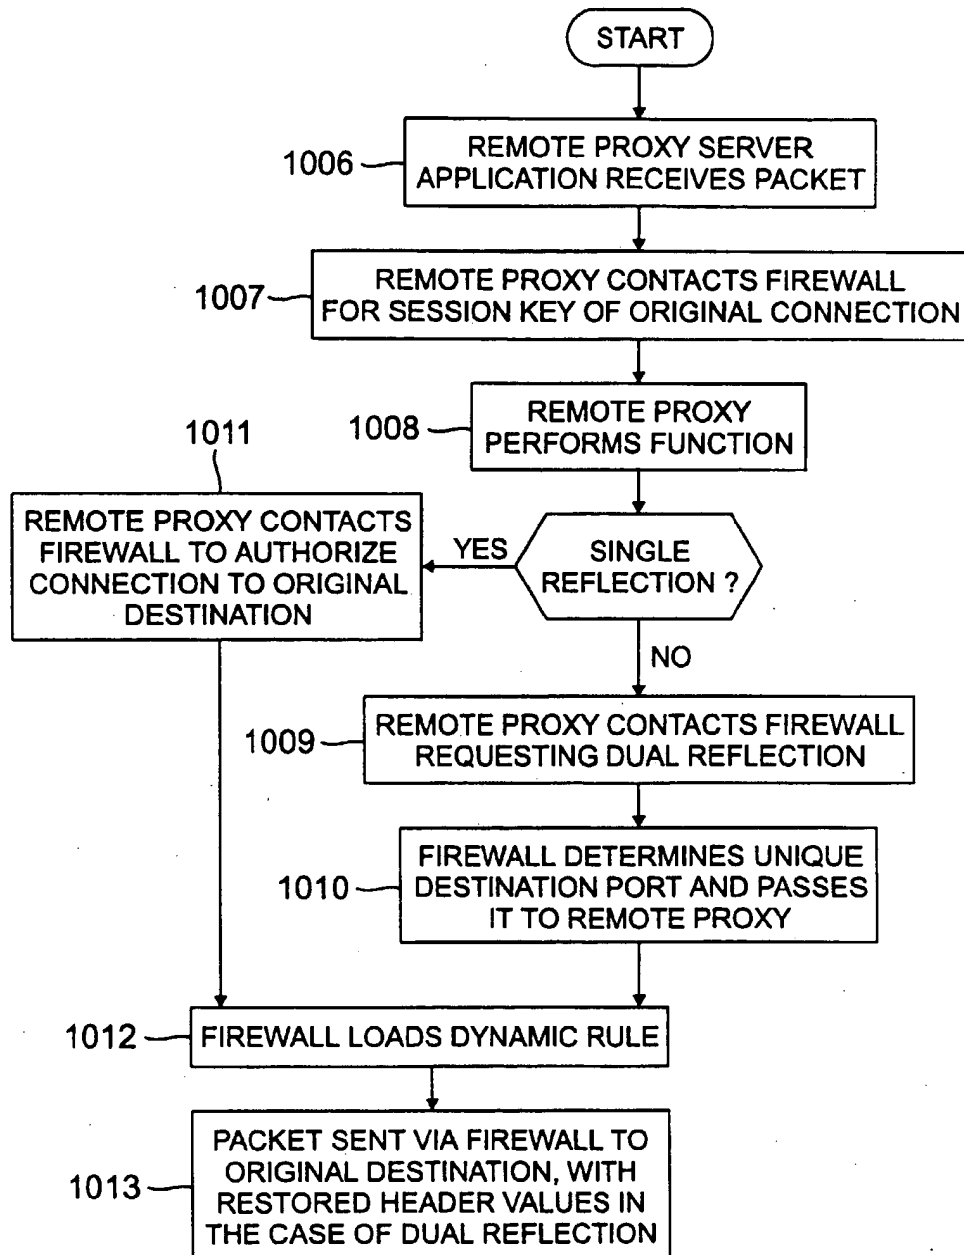 START
1006
REMOTE PROXY SERVER
APPLICATION RECEIVES PACKET
1007
REMOTE PROXY CONTACTS FIREWALL
FOR SESSION KEY OF ORIGINAL CONNECTION
1008
REMOTE PROXY
PERFORMS FUNCTION
1011
REMOTE PROXY CONTACTS
FIREWALL TO AUTHORIZE
CONNECTION TO ORIGINAL
DESTINATION
YES
SINGLE
REFLECTION ?
NO
1009
REMOTE PROXY CONTACTS FIREWALL
REQUESTING DUAL REFLECTION
1010
FIREWALL DETERMINES UNIQUE
DESTINATION PORT AND PASSES
IT TO REMOTE PROXY
1012
FIREWALL LOADS DYNAMIC RULE
1013
PACKET SENT VIA FIREWALL TO
ORIGINAL DESTINATION, WITH
RESTORED HEADER VALUES IN
THE CASE OF DUAL REFLECTION